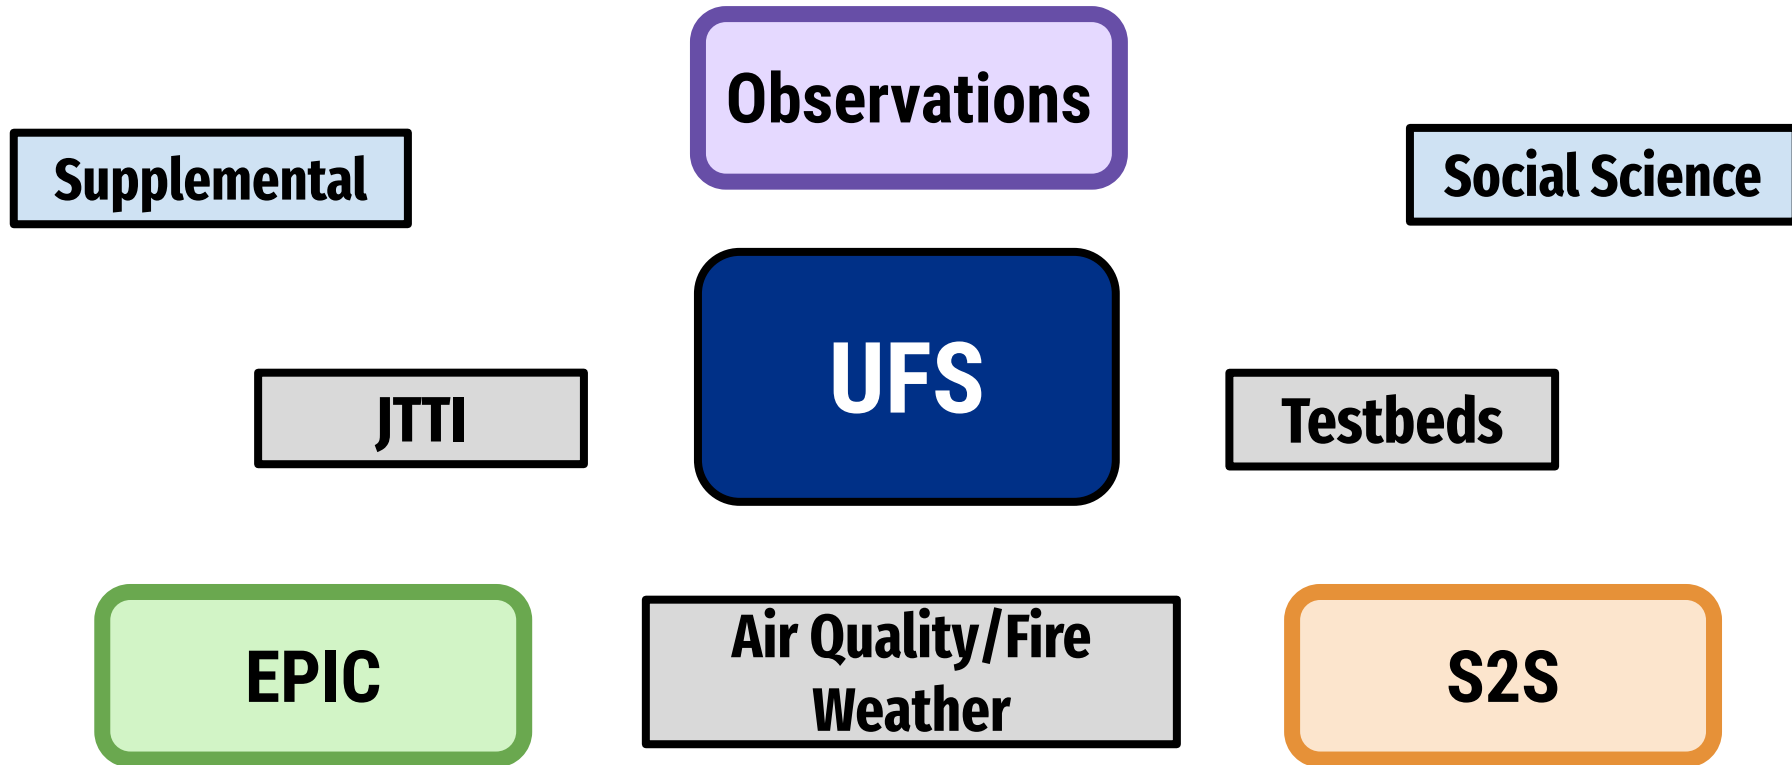 Observations
Supplemental
Social Science
UFS
JTTI
Testbeds
EPIC
Air Quality/Fire
Weather
S2S